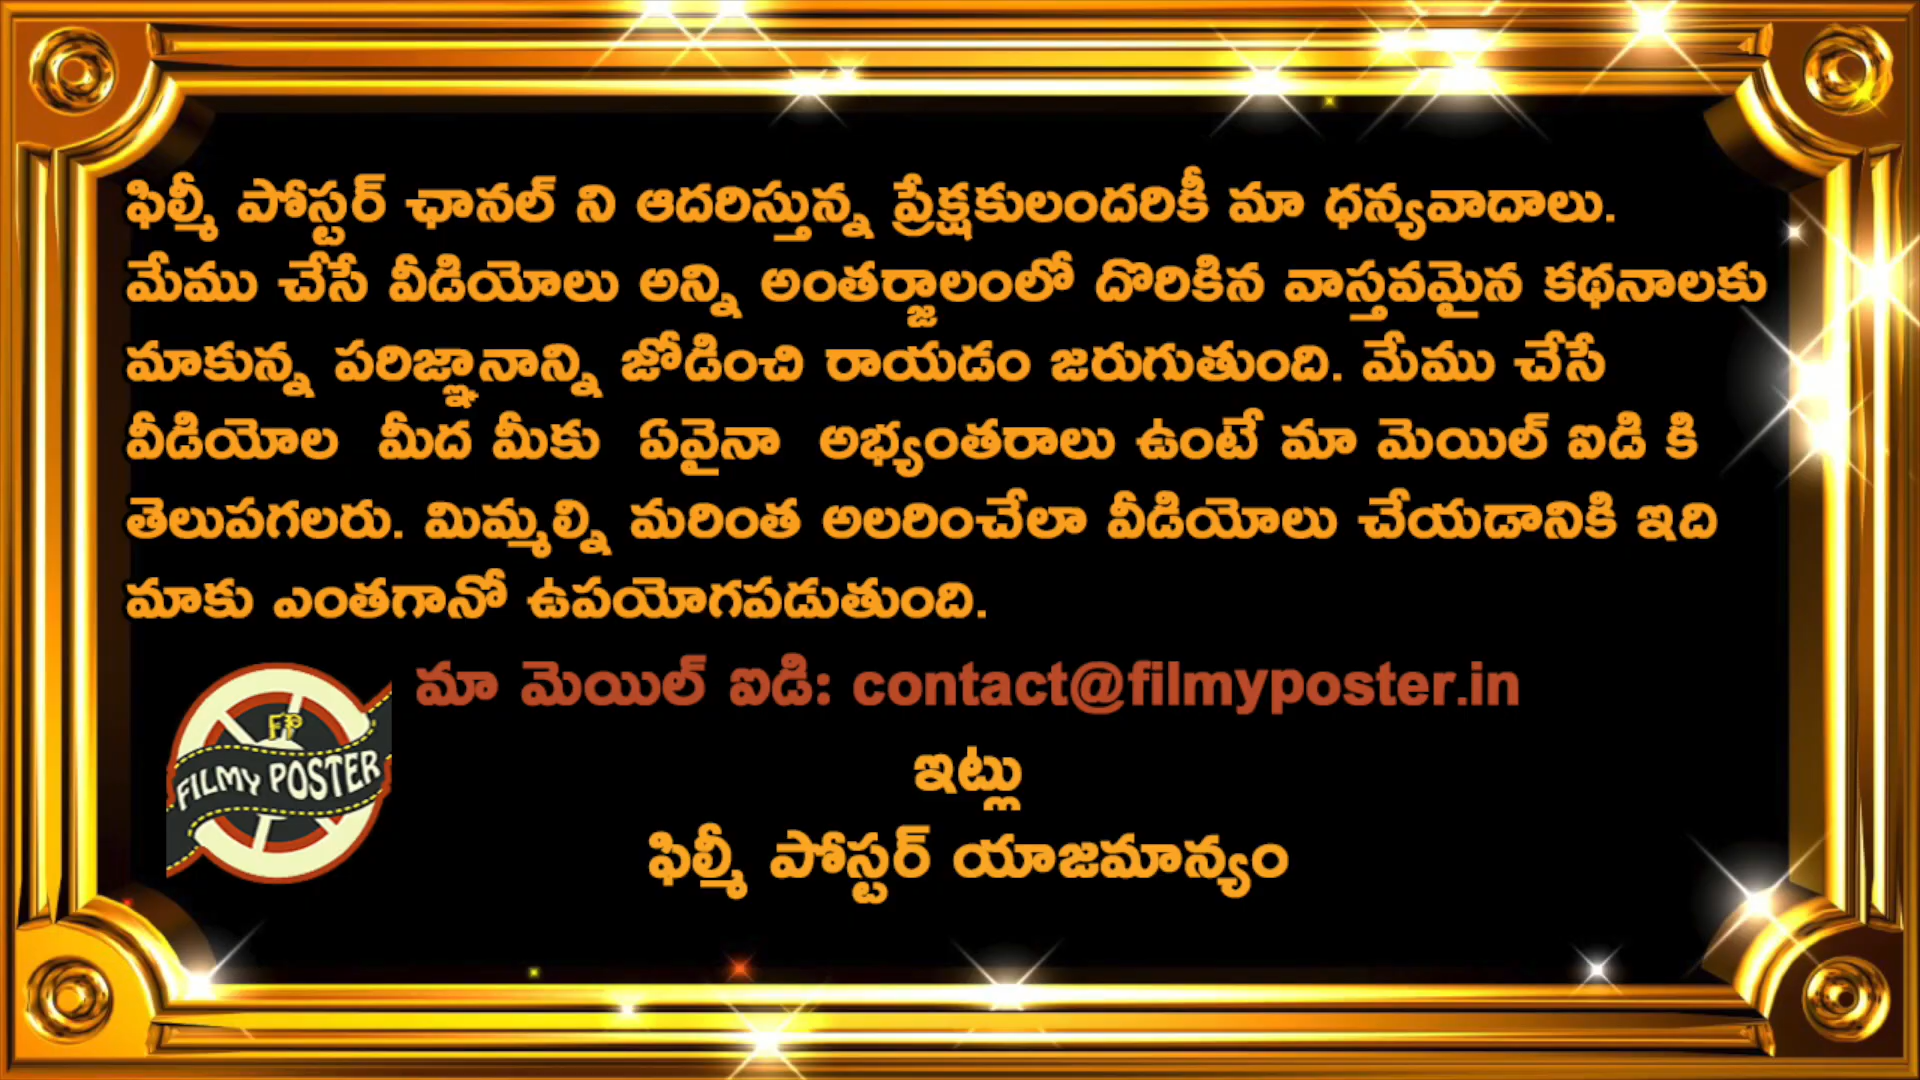 ఫిల్మీ పోస్టర్ ఛానల్ ని ఆదరిస్తున్న ప్రేక్షకులందరికీ మా ధన్యవాదాలు.
మేము చేసే వీడియోలు అన్ని అంతర్జాలంలో దొరికిన వాస్తవమైన కథనాలకు
మాకున్న పరిజ్ఞానాన్ని జోడించి రాయడం జరుగుతుంది. మేము చేసే
వీడియోల మీద మీకు ఏవైనా అభ్యంతరాలు ఉంటే మా మెయిల్ ఐడి కి
తెలుపగలరు. మిమ్మల్ని మరింత అలరించేలా వీడియోలు చేయడానికి ఇది
మాకు ఎంతగానో ఉపయోగపడుతుంది.
మా మెయిల్ ఐడి: contact@filmyposter.in
FP
FILMY POSTER
ఇట్లు
ఫిల్మీ పోస్టర్ యాజమాన్యం